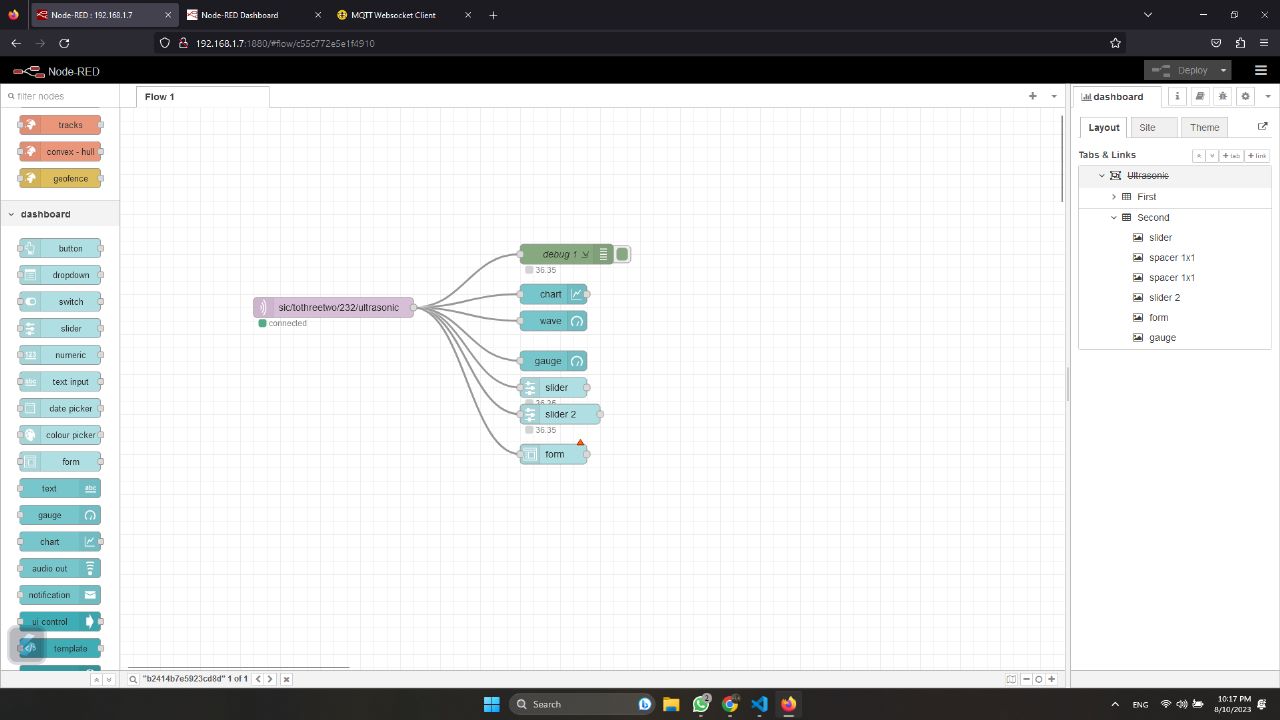 Node-RED : 192.168.1.7
Node-RED Dashboard
MQTT Websocket Client
192.168.1.7:1880/#flow/c55c772e5e1f4910
Node-RED
Deploy
filter nodes
tracks
convex - hull
geofence
dashboard
button
dropdown
switch
slider
numeric
text input
date picker
colour picker
form
text
gauge
chart
audio out
notification
ui control
template
Flow 1
sic/tothreetwo/232/ultrasonic
connected
debug 1
36.35
chart
wave
gauge
slider
slider 2
36.35
form
dashboard
Layout
Site
Theme
Tabs & Links
tab
link
Ultrasonic
First
Second
slider
spacer 1x1
spacer 1x1
slider 2
form
gauge
"b2414b7e5923cd8d" 1 of 1
Search
2
ENG
10:17 PM
8/10/2023